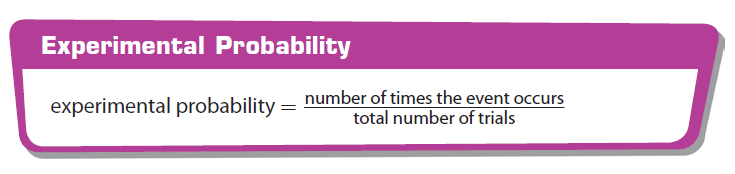 Experimental Probability
experimental probability = number of times the event occurs
total number of trials